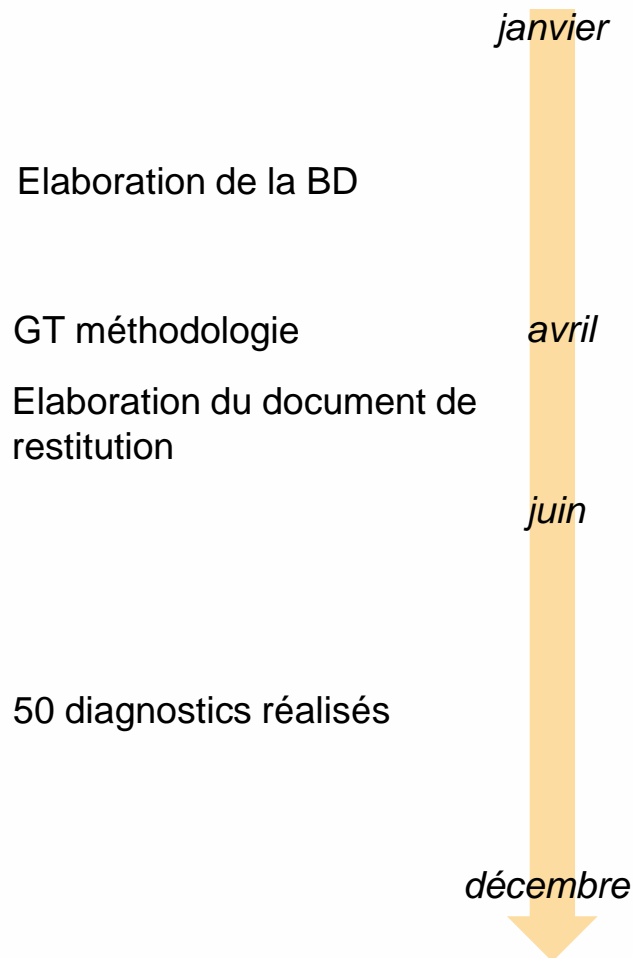 janvier
Elaboration de la BD
GT méthodologie
avril
Elaboration du document de
restitution
juin
50 diagnostics réalisés
décembre